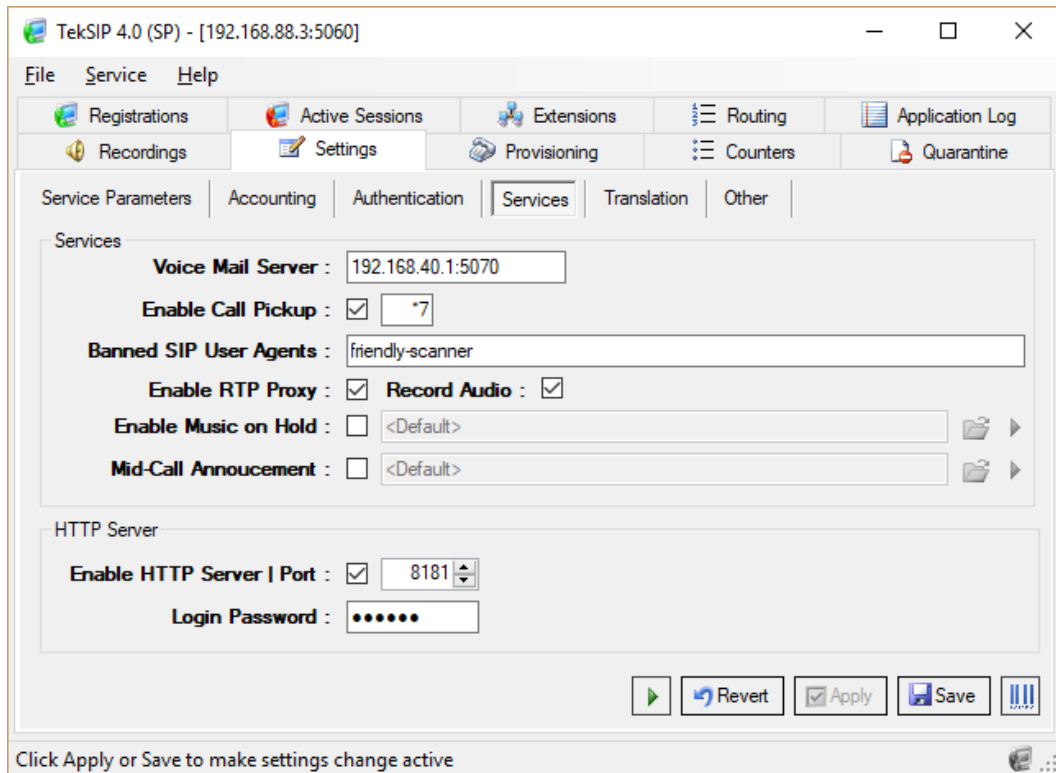 TekSIP 4.0 (SP) - [192.168.88.3:5060]
File Service Help
Registrations Active Sessions Extensions Routing Application Log
Recordings Settings Provisioning Counters Quarantine
Service Parameters Accounting Authentication Services Translation Other
Services
Voice Mail Server : 192.168.40.1:5070
Enable Call Pickup : *7
Banned SIP User Agents : friendly-scanner
Enable RTP Proxy : Record Audio :
Enable Music on Hold : <Default>
Mid-Call Annoucement : <Default>
HTTP Server
Enable HTTP Server | Port : 8181
Login Password : ●●●●●●
Revert Apply Save
Click Apply or Save to make settings change active